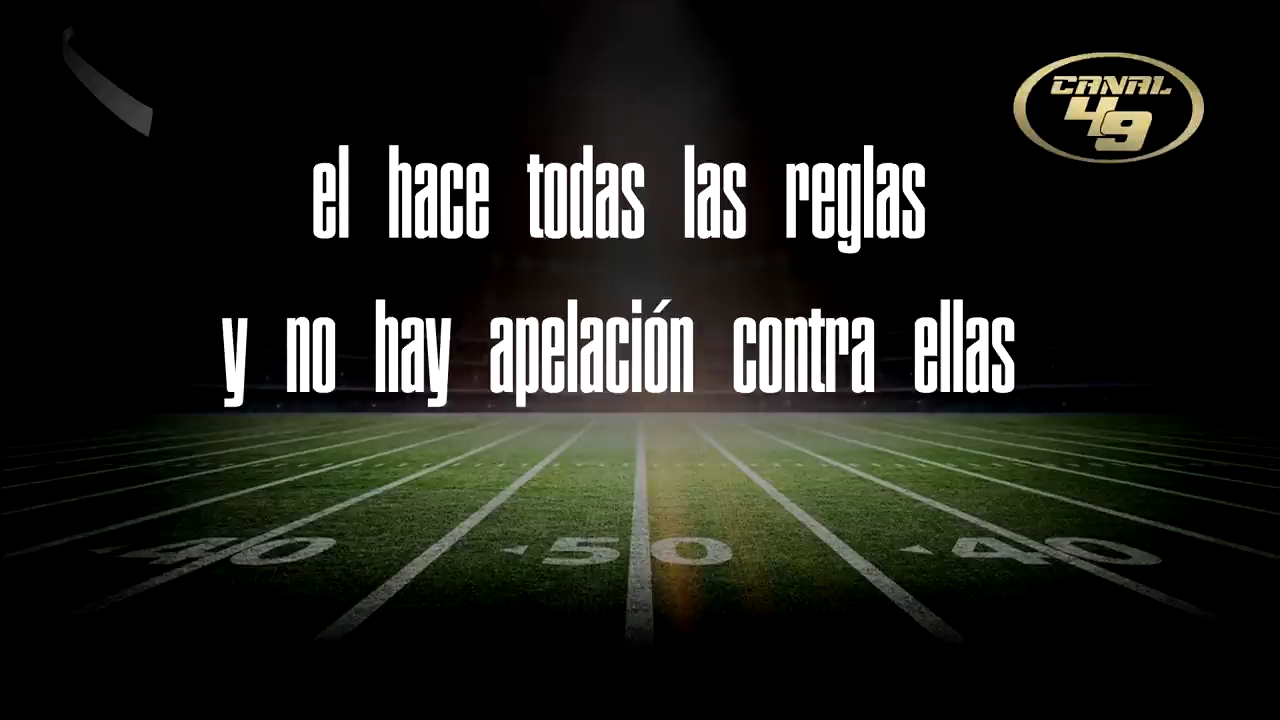 CANAL
49
el hace todas las reglas
y no hay apelación contra ellas
40 50 40